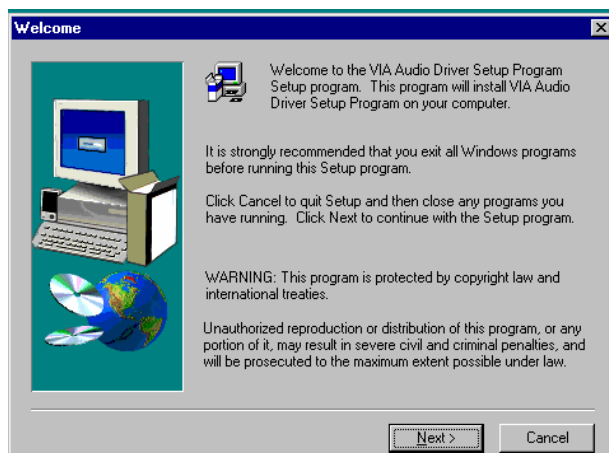 Welcome
Welcome to the VIA Audio Driver Setup Program
Setup program. This program will install VIA Audio
Driver Setup Program on your computer.
It is strongly recommended that you exit all Windows programs
before running this Setup program.
Click Cancel to quit Setup and then close any programs you
have running. Click Next to continue with the Setup program.
WARNING: This program is protected by copyright law and
international treaties.
Unauthorized reproduction or distribution of this program, or any
portion of it, may result in severe civil and criminal penalties, and
will be prosecuted to the maximum extent possible under law.
Next >
Cancel